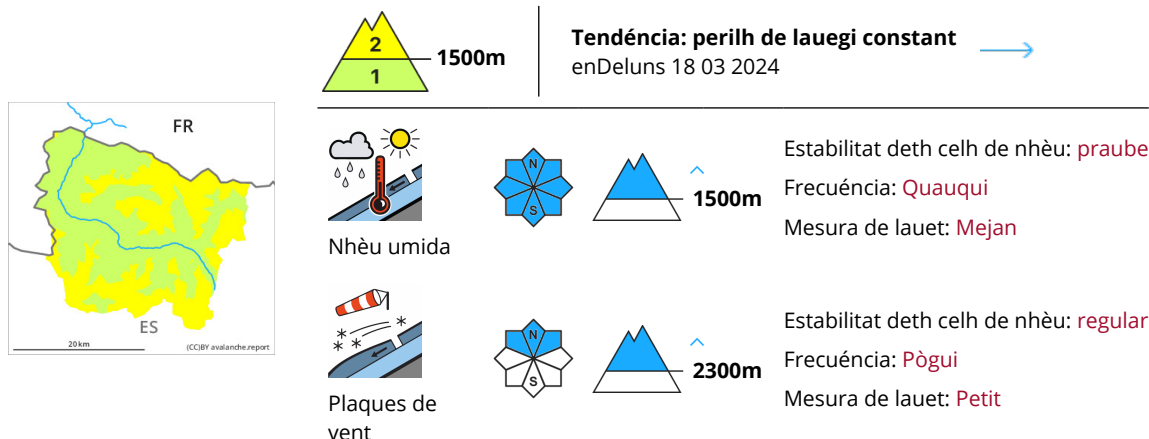 2
1
1500m
Tendéncia: perilh de lauegi constant
enDeluns 18 03 2024
FR
ES
20 km
(CC)BY avalanche.report
Nhèu umida
N
S
1500m
Estabilitat deth celh de nhèu: praube
Frecuéncia: Quauqui
Mesura de lauet: Mejan
Plaques de
vent
N
S
2300m
Estabilitat deth celh de nhèu: regular
Frecuéncia: Pògui
Mesura de lauet: Petit